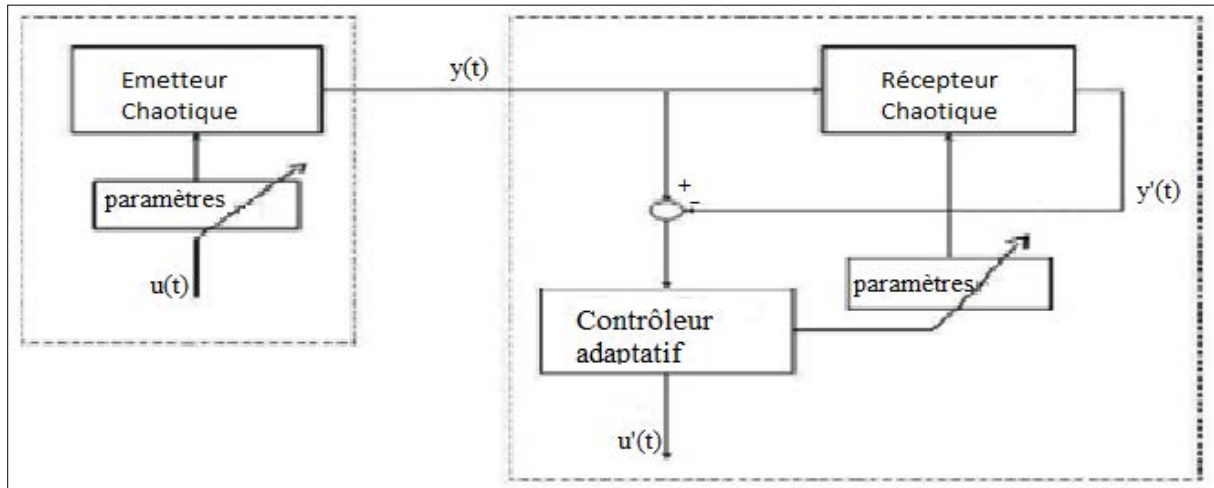 Emetteur
Chaotique
y(t)
Récepteur
Chaotique
paramètres
+
−
y'(t)
u(t)
paramètres
Contrôleur
adaptatif
u'(t)